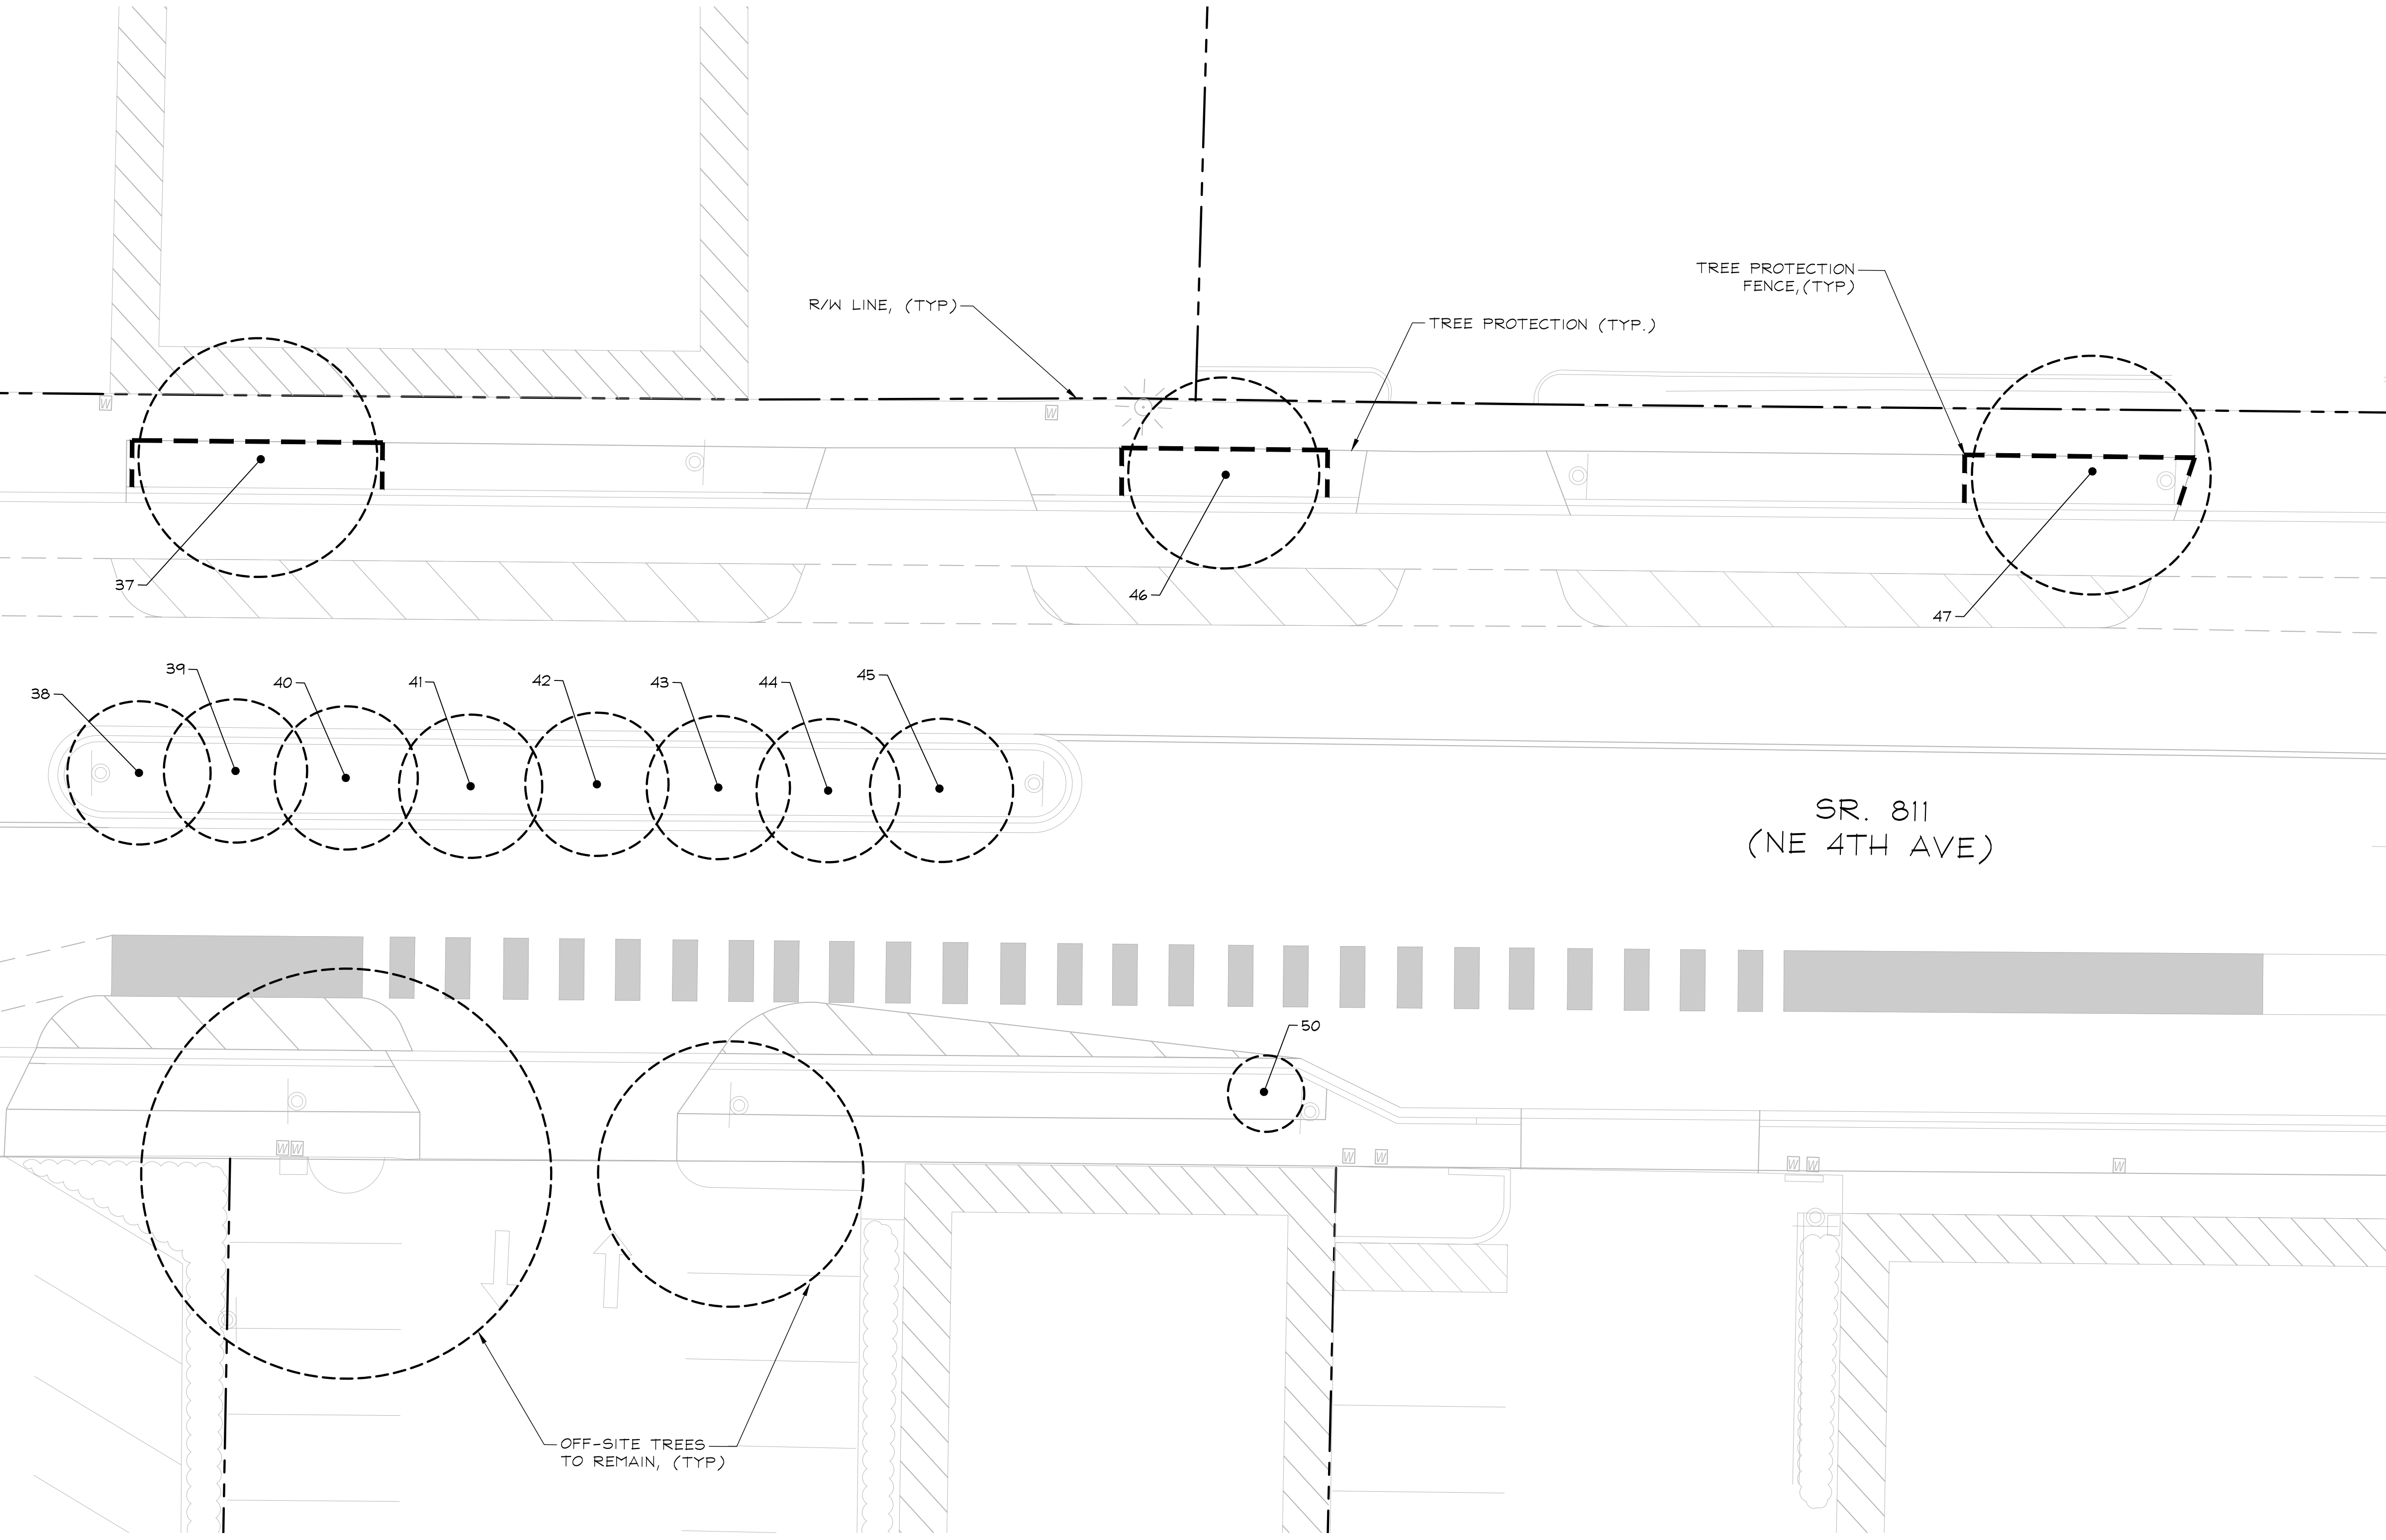 TREE PROTECTION
FENCE,(TYP)
R/W LINE, (TYP)
TREE PROTECTION (TYP.)
W
W
37
46
47
38
39
40
41
42
43
44
45
SR. 811
(NE 4TH AVE)
50
W W
W W
W W
W
OFF-SITE TREES
TO REMAIN, (TYP)